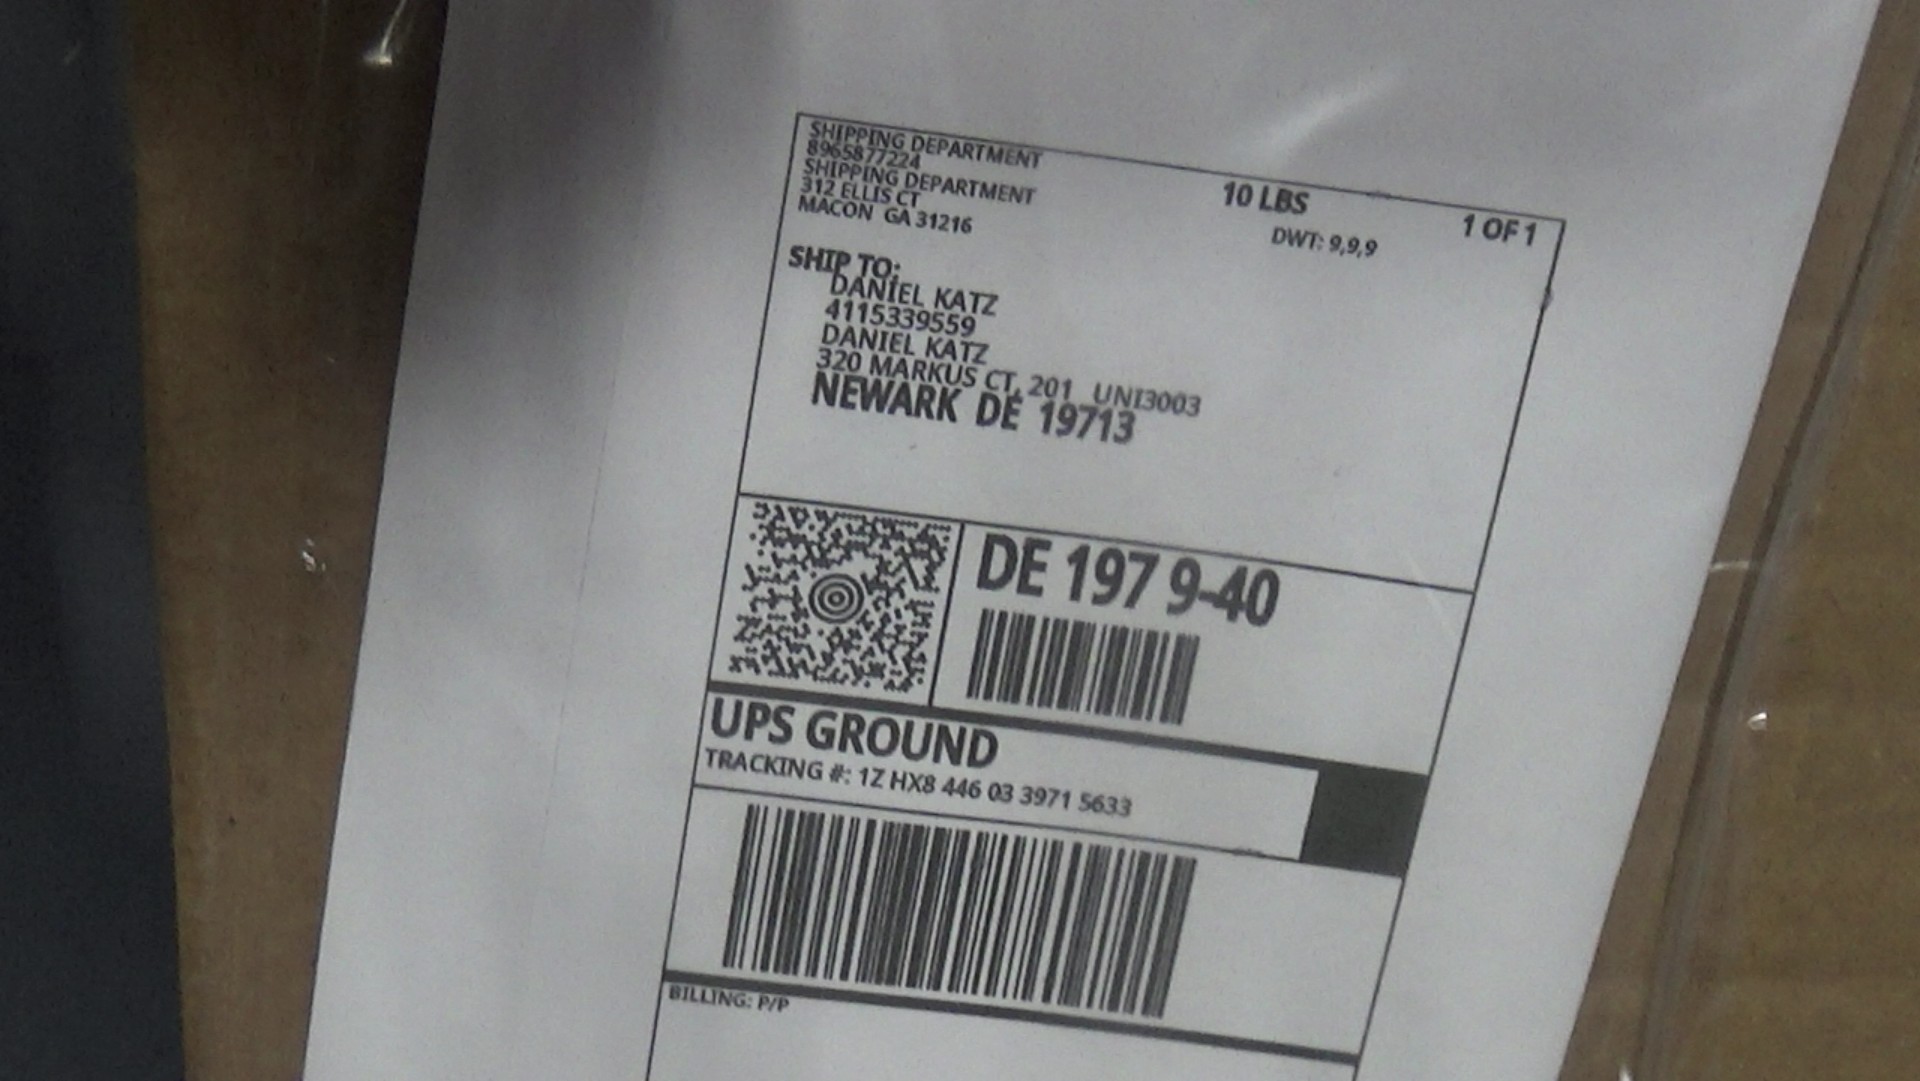 SHIPPING DEPARTMENT
8965877224
SHIPPING DEPARTMENT
312 ELLIS CT
MACON GA 31216
10 LBS
1 OF 1
DWT: 9,9,9
SHIP TO:
DANIEL KATZ
4115339559
DANIEL KATZ
320 MARKUS CT, 201 UNI3003
NEWARK DE 19713
DE 197 9-40
UPS GROUND
TRACKING #: 1Z HX8 446 03 3971 5633
BILLING: P/P